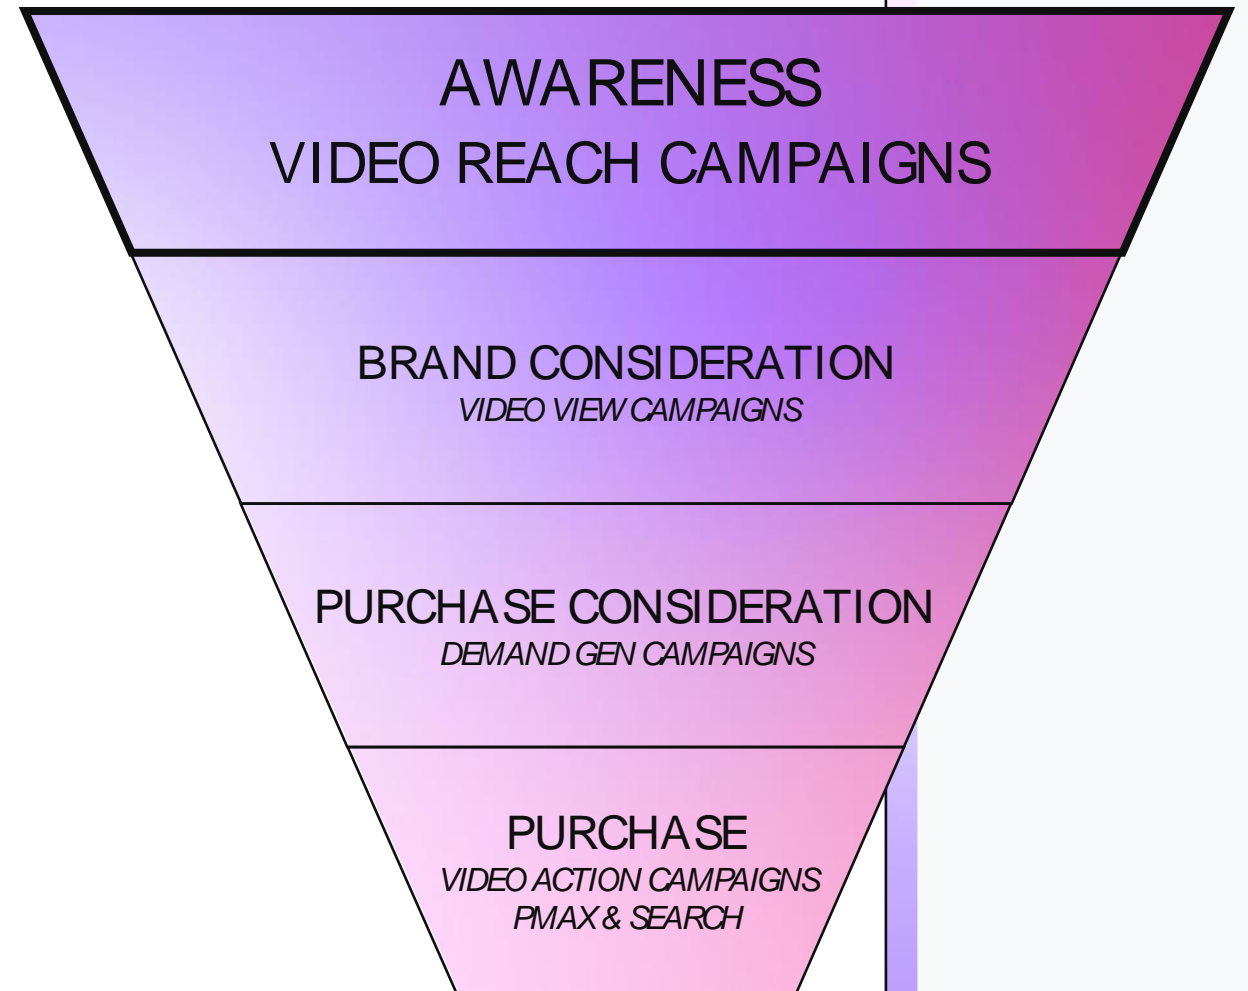 AWARENESS
VIDEO REACH CAMPAIGNS
BRAND CONSIDERATION
VIDEO VIEW CAMPAIGNS
PURCHASE CONSIDERATION
DEMAND GEN CAMPAIGNS
PURCHASE
VIDEO ACTION CAMPAIGNS
PMAX & SEARCH